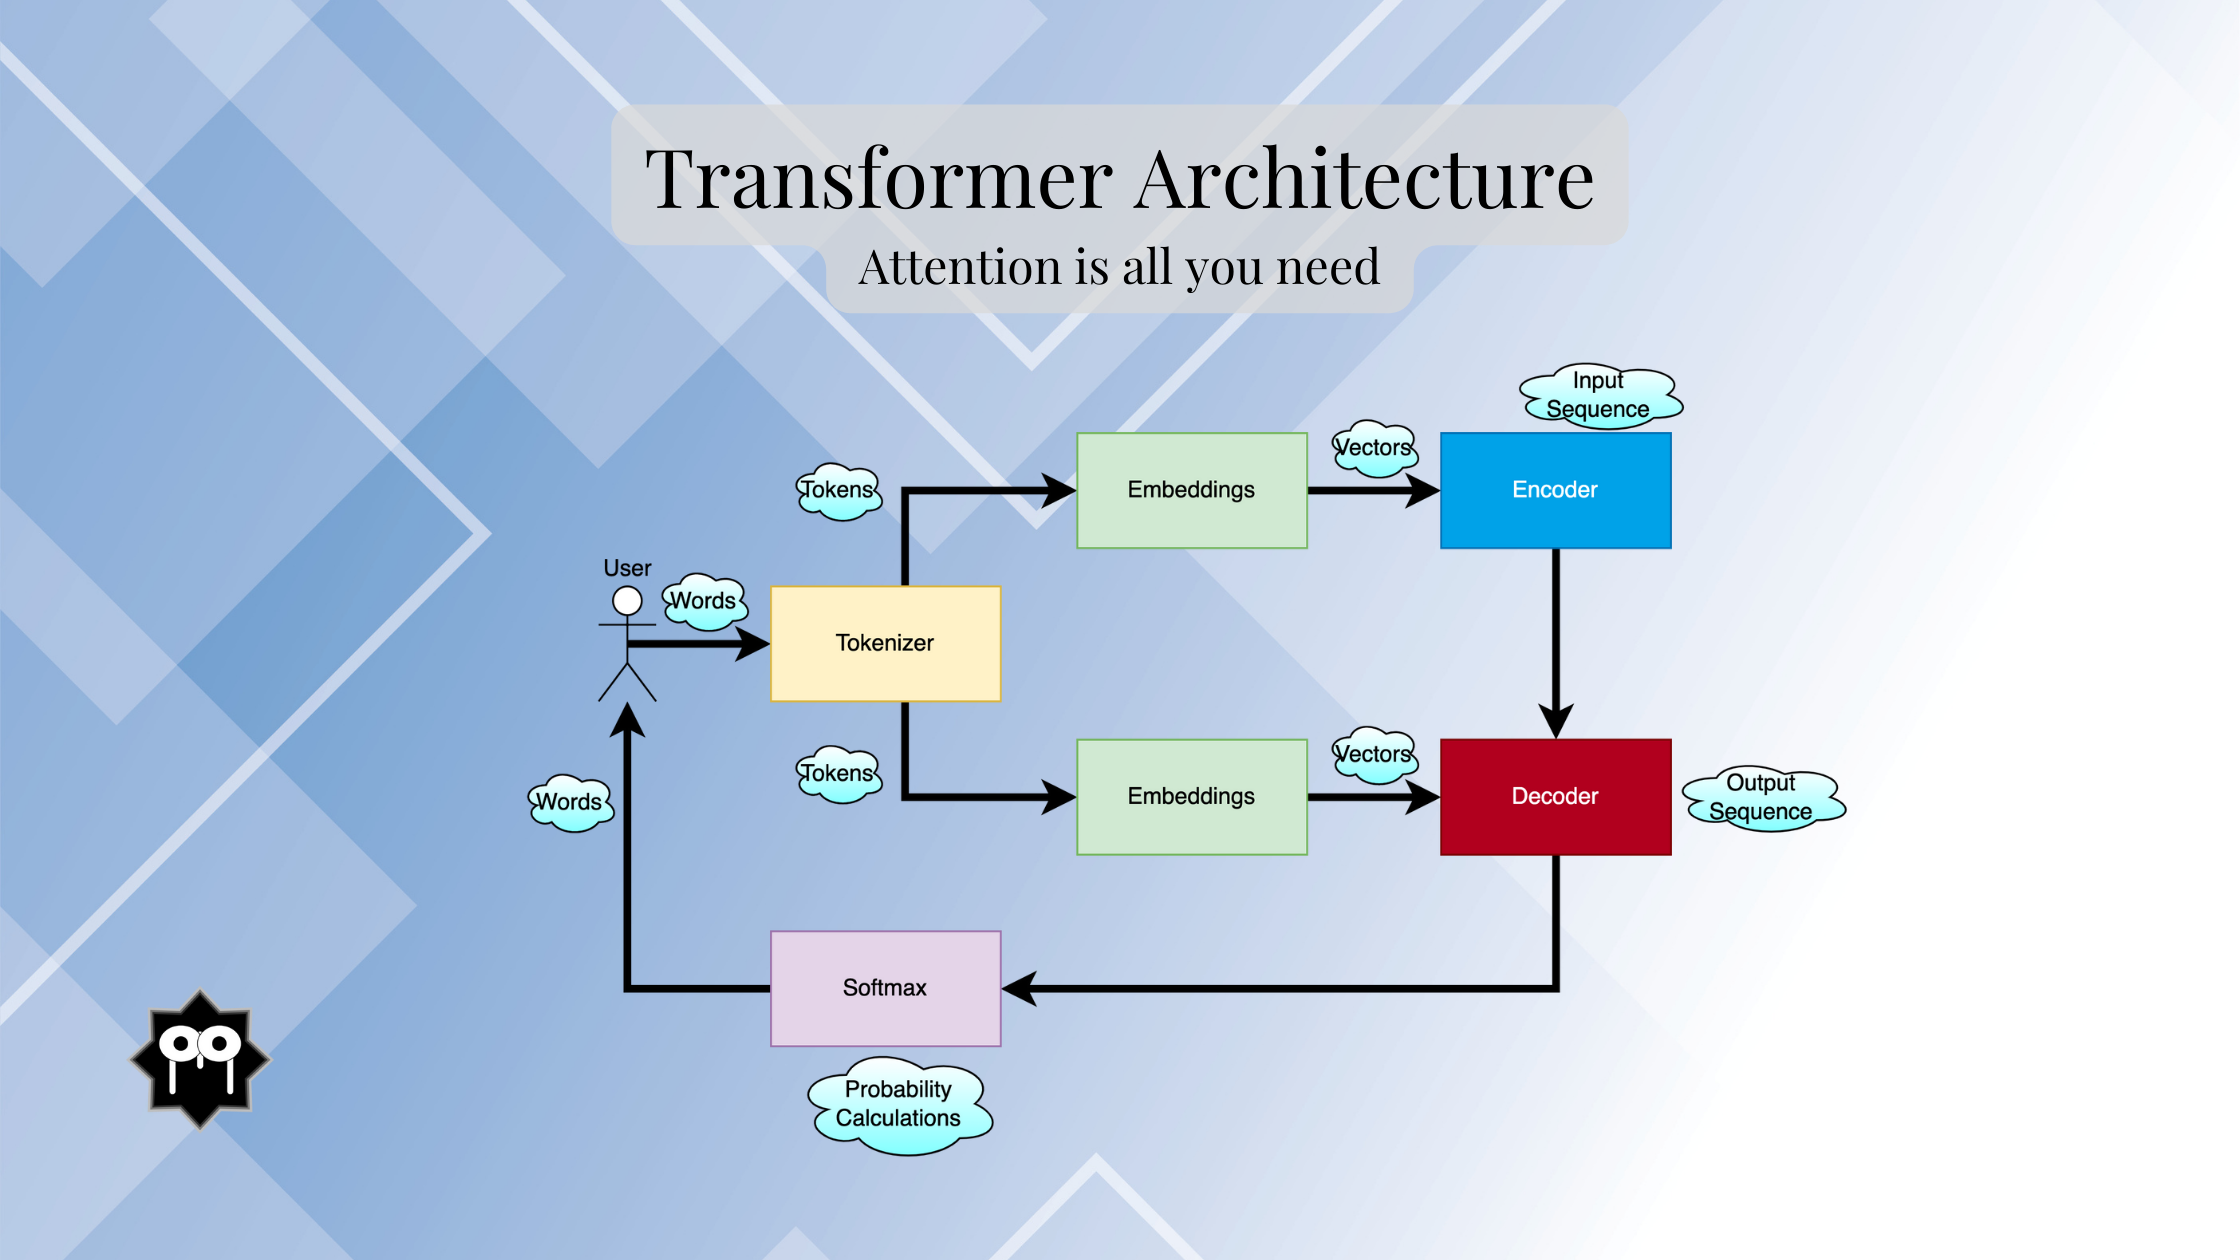 Transformer Architecture
Attention is all you need
Input
Sequence
Vectors
Tokens
Embeddings
Encoder
User
Words
Tokenizer
Tokens
Vectors
Embeddings
Decoder
Output
Sequence
Words
Softmax
Probability
Calculations